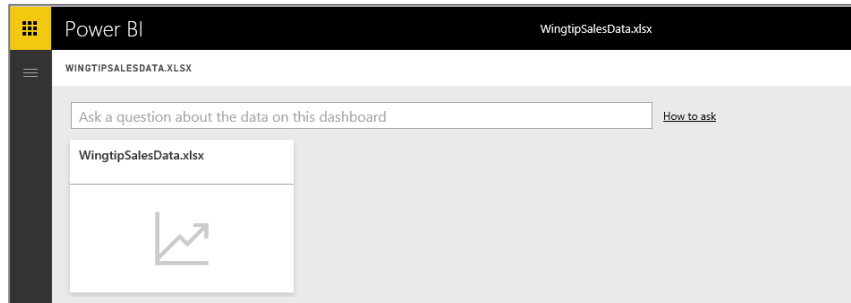 Power BI
WingtipSalesData.xlsx
WINGTIPSALESDATA.XLSX
Ask a question about the data on this dashboard
How to ask
WingtipSalesData.xlsx